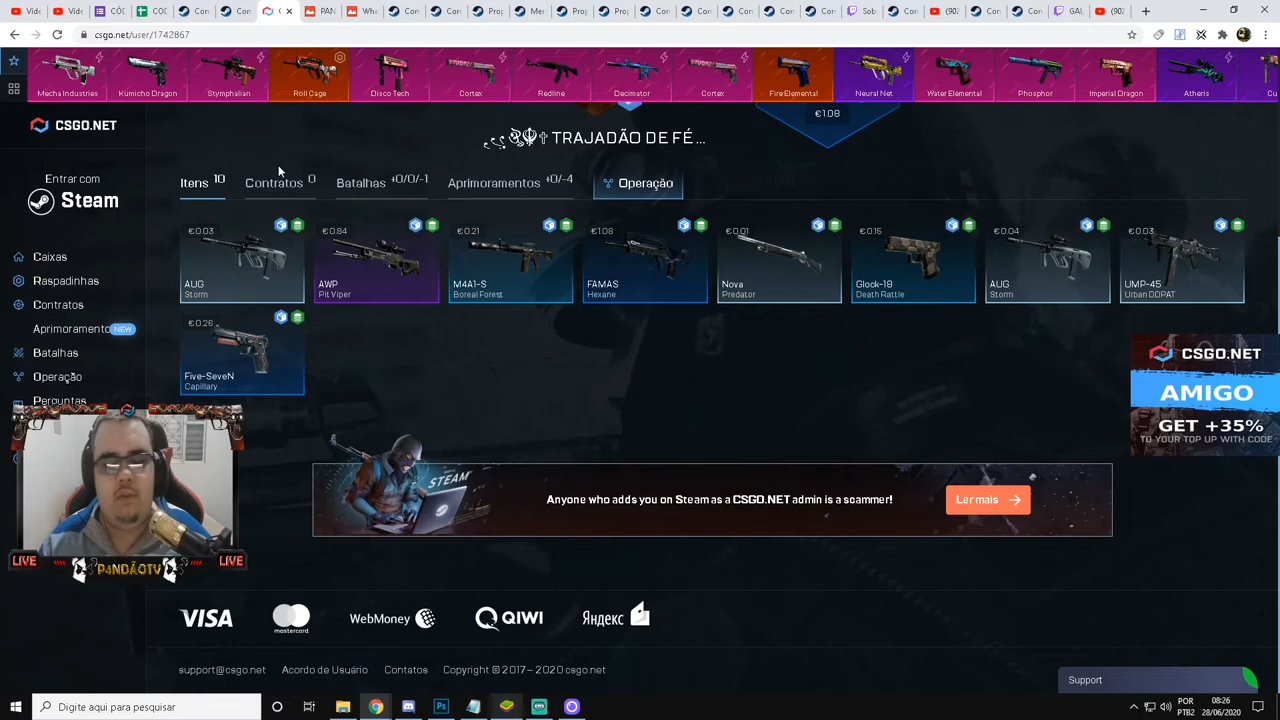 Vide
Vide
csgo.net/user/1742867
Mecha Industries
Kumicho Dragon
Stymphalian
Roll Cage
Disco Tech
Cortex
Redline
Decimator
Cortex
Fire Elemental
Neural Net
Water Elemental
Phosphor
Imperial Dragon
Atheris
CSGO.NET
€1.08
TRAJADÃO DE FÉ...
Entrar com
Steam
Itens 10
Contratos 0
Batalhas +0/0/-1
Aprimoramentos +0/-4
Operação
€0.03
AUG
Storm
€0.84
AWP
Pit Viper
€0.21
M4A1-S
Boreal Forest
€1.08
FAMAS
Hexane
€0.01
Nova
Predator
€0.15
Glock-18
Death Rattle
€0.04
AUG
Storm
€0.03
UMP-45
Urban DDPAT
€0.26
Five-SeveN
Capillary
Caixas
Raspadinhas
Contratos
Aprimoramento NEW
Batalhas
Operação
Perguntas
CSGO.NET
AMIGO
GET +35%
TO YOUR TOP UP WITH CODE
STEAM
Anyone who adds you on Steam as a CSGO.NET admin is a scammer!
Ler mais
LIVE
LIVE
P4NDÃOTV
VISA
mastercard.
WebMoney
QIWI
Яндекс
support@csgo.net
Acordo de Usuário
Contatos
Copyright © 2017 – 2020 csgo.net
Support
Digite aqui para pesquisar
POR
PTB2
08:26
28/06/2020